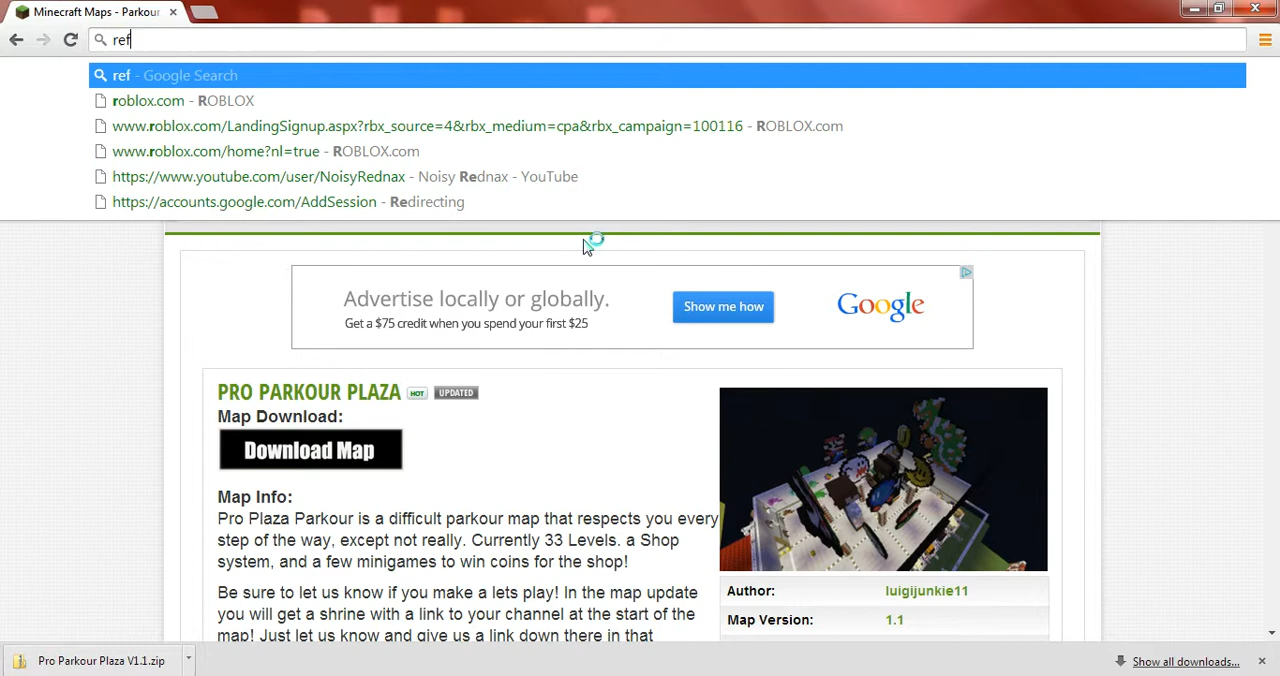 Minecraft Maps - Parkour
ref
ref - Google Search
roblox.com - ROBLOX
www.roblox.com/LandingSignup.aspx?rbx_source=4&rbx_medium=cpa&rbx_campaign=100116 - ROBLOX.com
www.roblox.com/home?nl=true - ROBLOX.com
https://www.youtube.com/user/NoisyRednax - Noisy Rednax - YouTube
https://accounts.google.com/AddSession - Redirecting
Advertise locally or globally.
Get a $75 credit when you spend your first $25
Show me how
Google
PRO PARKOUR PLAZA HOT UPDATED
Map Download:
Download Map
Map Info:
Pro Plaza Parkour is a difficult parkour map that respects you every
step of the way, except not really. Currently 33 Levels. a Shop
system, and a few minigames to win coins for the shop!
Be sure to let us know if you make a lets play! In the map update
you will get a shrine with a link to your channel at the start of the
map! Just let us know and give us a link down there in that
Author: luigijunkie11
Map Version: 1.1
Pro Parkour Plaza V1.1.zip
Show all downloads...